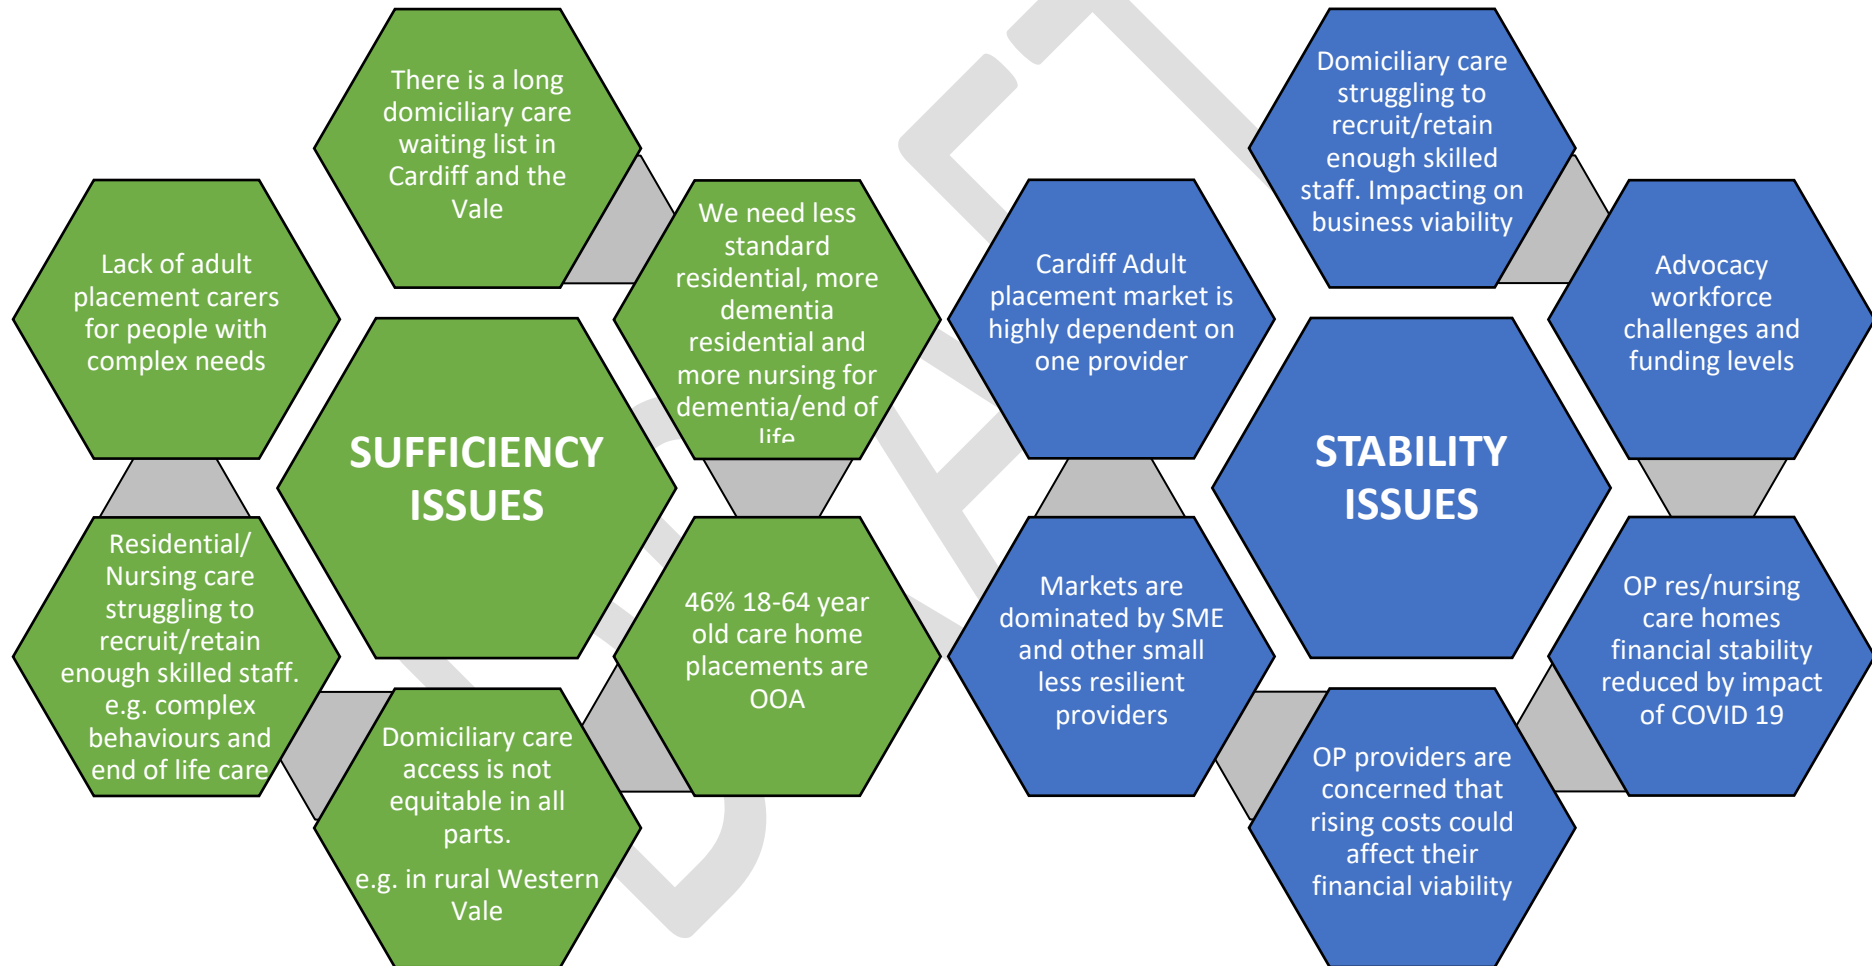 There is a long
domiciliary care
waiting list in
Cardiff and the
Vale
We need less
standard
residential, more
dementia
residential and
more nursing for
dementia/end of
life
46% 18-64 year
old care home
placements are
OOA
Domiciliary care
access is not
equitable in all
parts.
e.g. in rural Western
Vale
Residential/
Nursing care
struggling to
recruit/retain
enough skilled staff.
e.g. complex
behaviours and
end of life care
Lack of adult
placement carers
for people with
complex needs
SUFFICIENCY
ISSUES
Domiciliary care
struggling to
recruit/retain
enough skilled
staff. Impacting on
business viability
Advocacy
workforce
challenges and
funding levels
OP res/nursing
care homes
financial stability
reduced by impact
of COVID 19
OP providers are
concerned that
rising costs could
affect their
financial viability
Markets are
dominated by SME
and other small
less resilient
providers
Cardiff Adult
placement market is
highly dependent on
one provider
STABILITY
ISSUES
DRAFT